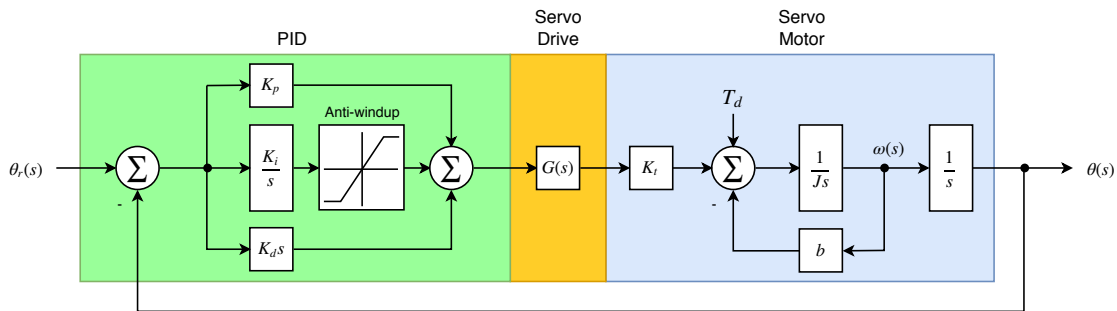 PID
Servo
Drive
Servo
Motor
K_p
Anti-windup
T_d
θ_r(s)
Σ
-
K_i
s
Σ
G(s)
K_t
Σ
-
1
Js
ω(s)
1
s
θ(s)
K_d s
b